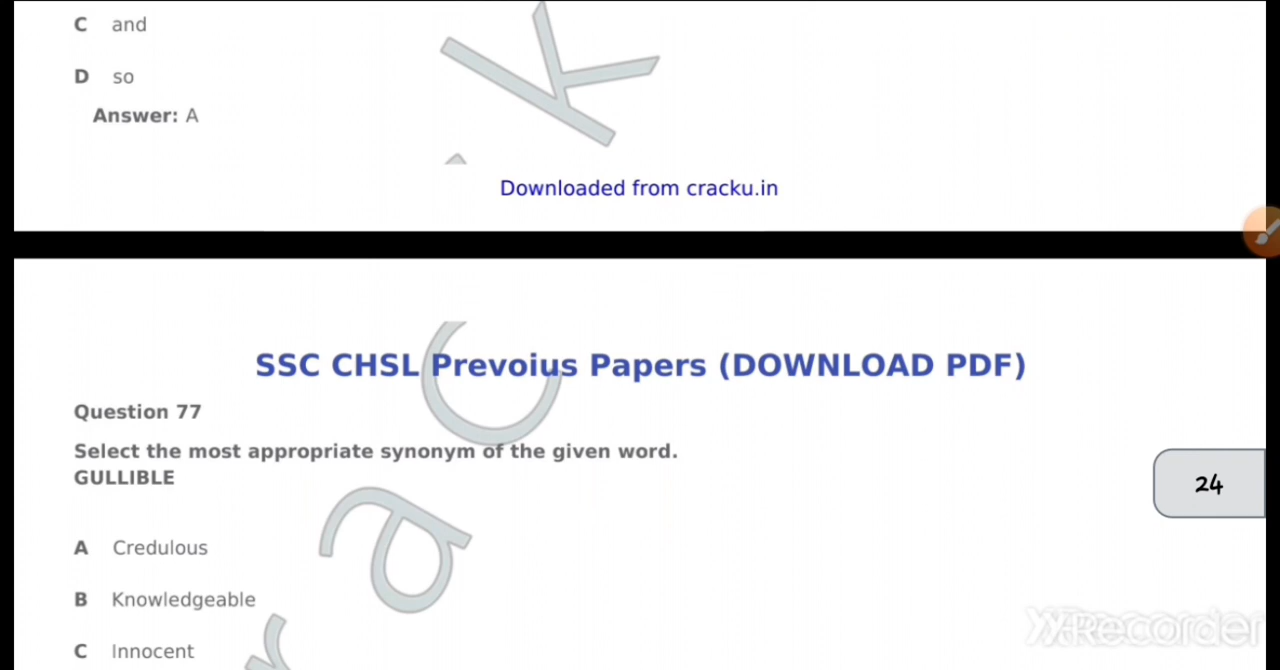 C and
D so
Answer: A
k
Downloaded from cracku.in
SSC CHSL Prevoius Papers (DOWNLOAD PDF)
Question 77
Select the most appropriate synonym of the given word.
GULLIBLE
24
A Credulous
B Knowledgeable
C Innocent
r a c
XRecorder